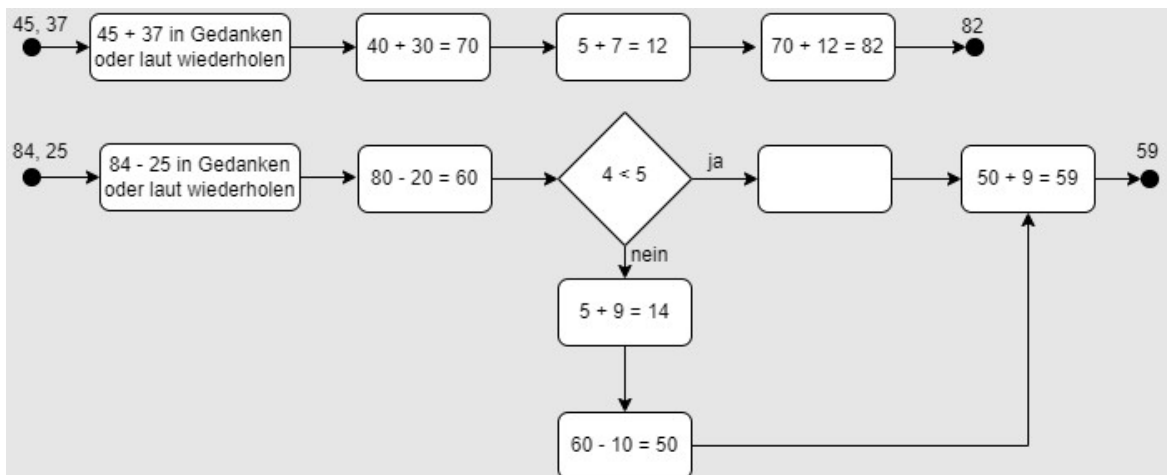 45, 37
45 + 37 in Gedanken
oder laut wiederholen
40 + 30 = 70
5 + 7 = 12
70 + 12 = 82
82
84, 25
84 - 25 in Gedanken
oder laut wiederholen
80 - 20 = 60
4 < 5
ja
50 + 9 = 59
59
nein
5 + 9 = 14
60 - 10 = 50